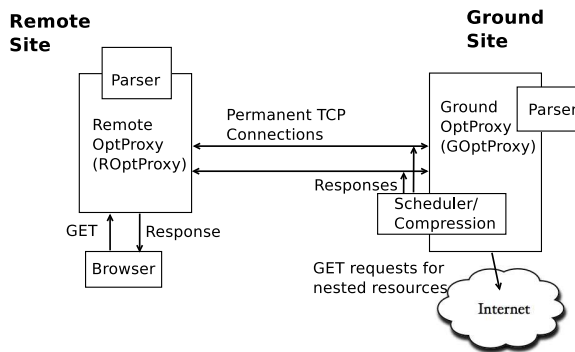 Remote
Site
Ground
Site
Parser
Parser
Remote
OptProxy
(ROptProxy)
Permanent TCP
Connections
Ground
OptProxy
(GOptProxy)
Responses
Scheduler/
Compression
GET
Response
Browser
GET requests for
nested resources
Internet